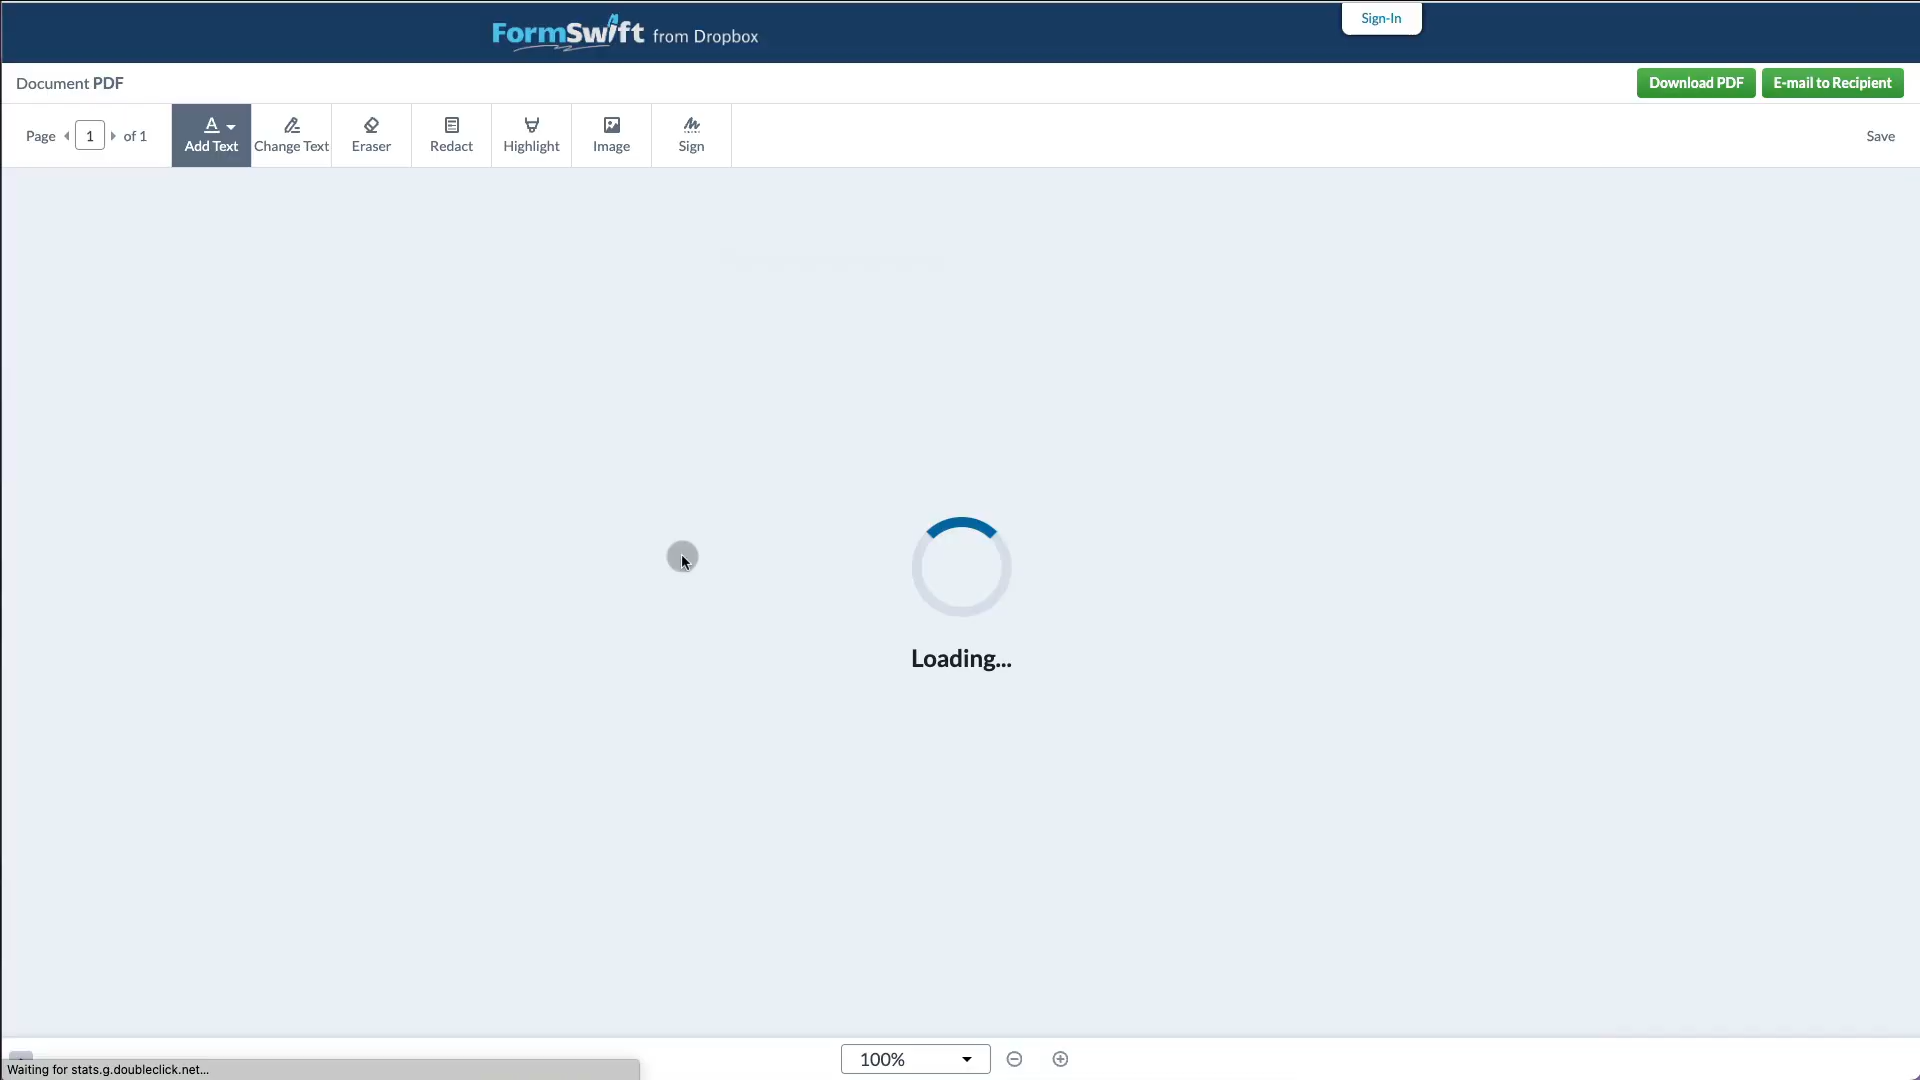 Sign-In
FormSwift from Dropbox
Document PDF
Download PDF
E-mail to Recipient
Page 1 of 1
Add Text
Change Text
Eraser
Redact
Highlight
Image
Sign
Save
Loading...
100%
Waiting for stats.g.doubleclick.net...